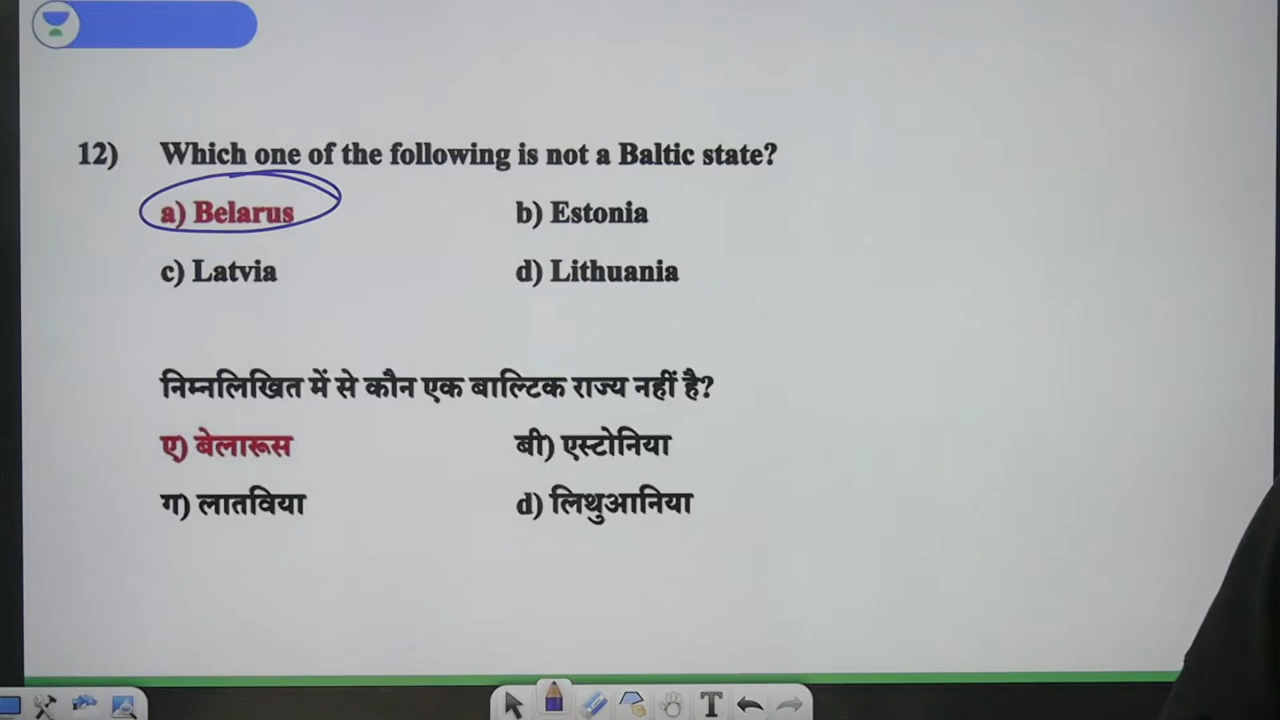 12) Which one of the following is not a Baltic state?
a) Belarus b) Estonia
c) Latvia d) Lithuania
निम्नलिखित में से कौन एक बाल्टिक राज्य नहीं है?
ए) बेलारूस बी) एस्टोनिया
ग) लातविया d) लिथुआनिया
T